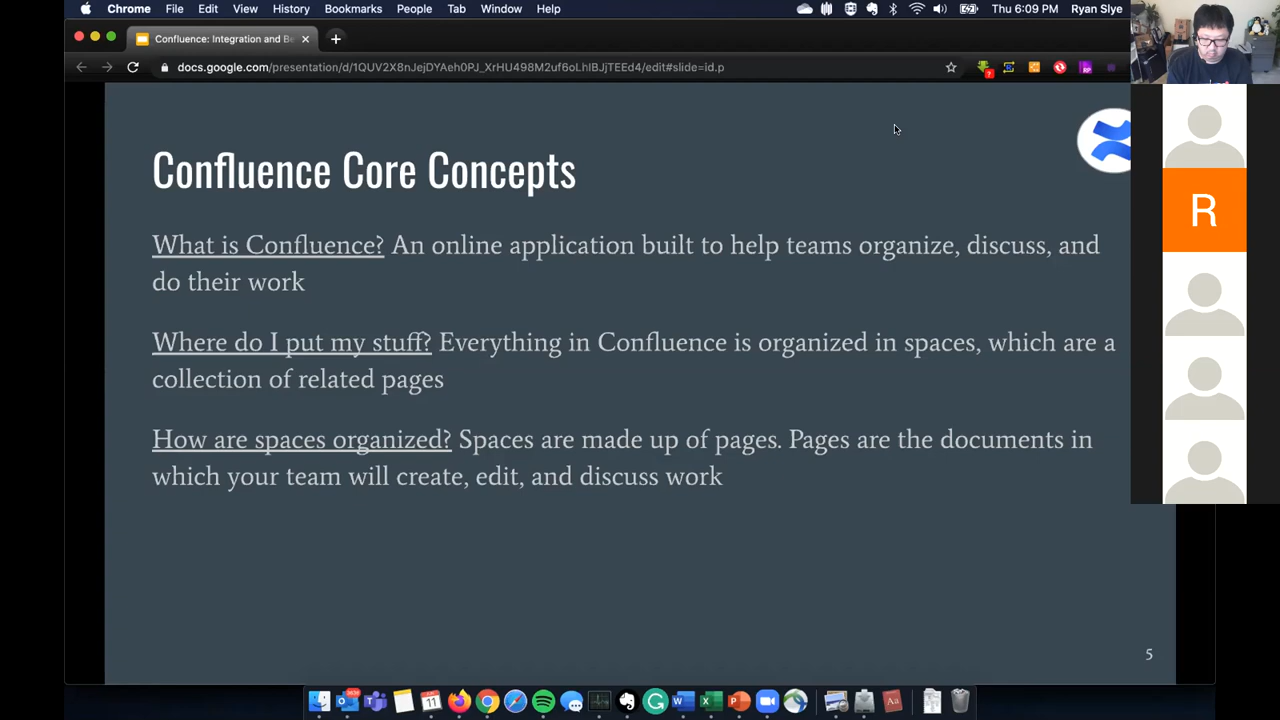 Chrome File Edit View History Bookmarks People Tab Window Help Thu 6:09 PM Ryan Slye
Confluence: Integration and Be
docs.google.com/presentation/d/1QUV2X8nJejDYAeh0PJ_XrHU498M2uf6oLhIBJjTEEd4/edit#slide=id.p
Confluence Core Concepts
What is Confluence? An online application built to help teams organize, discuss, and
do their work
Where do I put my stuff? Everything in Confluence is organized in spaces, which are a
collection of related pages
How are spaces organized? Spaces are made up of pages. Pages are the documents in
which your team will create, edit, and discuss work
5
R